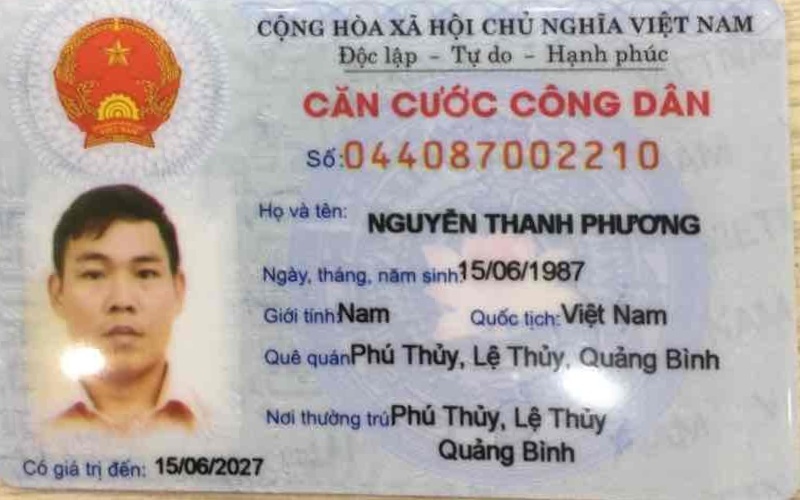 CỘNG HÒA XÃ HỘI CHỦ NGHĨA VIỆT NAM
Độc lập - Tự do - Hạnh phúc
CĂN CƯỚC CÔNG DÂN
Số: 044087002210
Họ và tên: NGUYỄN THANH PHƯƠNG
Ngày, tháng, năm sinh: 15/06/1987
Giới tính: Nam Quốc tịch: Việt Nam
Quê quán Phú Thủy, Lệ Thủy, Quảng Bình
Nơi thường trú Phú Thủy, Lệ Thủy
Quảng Bình
Có giá trị đến: 15/06/2027